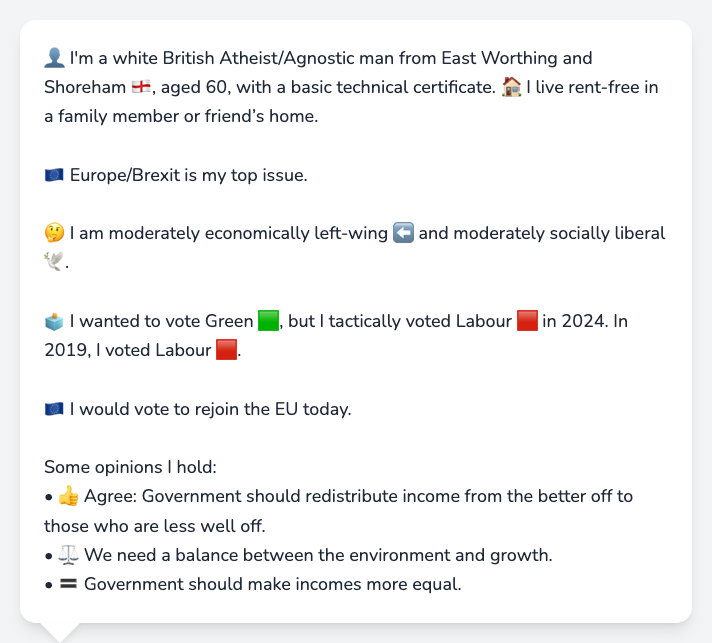 👤 I'm a white British Atheist/Agnostic man from East Worthing and
Shoreham 🏴󠁧󠁢󠁥󠁮󠁧󠁿, aged 60, with a basic technical certificate. 🏠 I live rent-free in
a family member or friend’s home.
🇪🇺 Europe/Brexit is my top issue.
🤔 I am moderately economically left-wing ⬅️ and moderately socially liberal
🕊️.
🗳️ I wanted to vote Green 🟩, but I tactically voted Labour 🟥 in 2024. In
2019, I voted Labour 🟥.
🇪🇺 I would vote to rejoin the EU today.
Some opinions I hold:
• 👍 Agree: Government should redistribute income from the better off to
those who are less well off.
• ⚖️ We need a balance between the environment and growth.
• 🟰 Government should make incomes more equal.